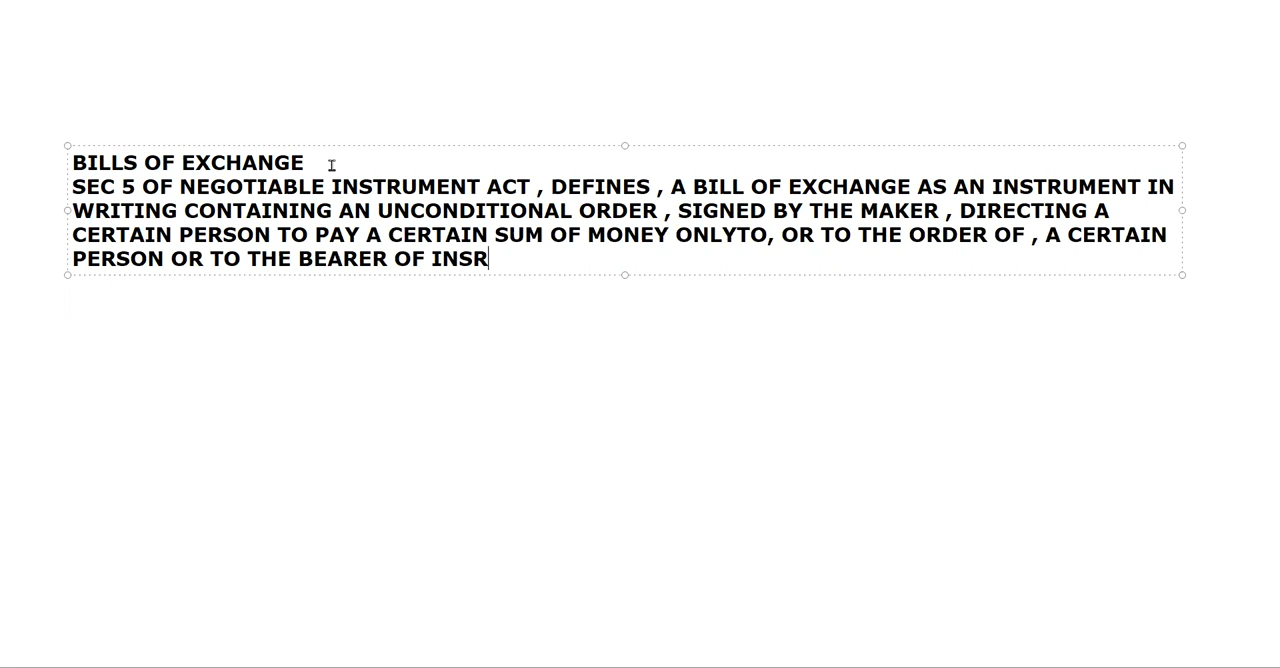 BILLS OF EXCHANGE
SEC 5 OF NEGOTIABLE INSTRUMENT ACT , DEFINES , A BILL OF EXCHANGE AS AN INSTRUMENT IN
WRITING CONTAINING AN UNCONDITIONAL ORDER , SIGNED BY THE MAKER , DIRECTING A
CERTAIN PERSON TO PAY A CERTAIN SUM OF MONEY ONLYTO, OR TO THE ORDER OF , A CERTAIN
PERSON OR TO THE BEARER OF INSR